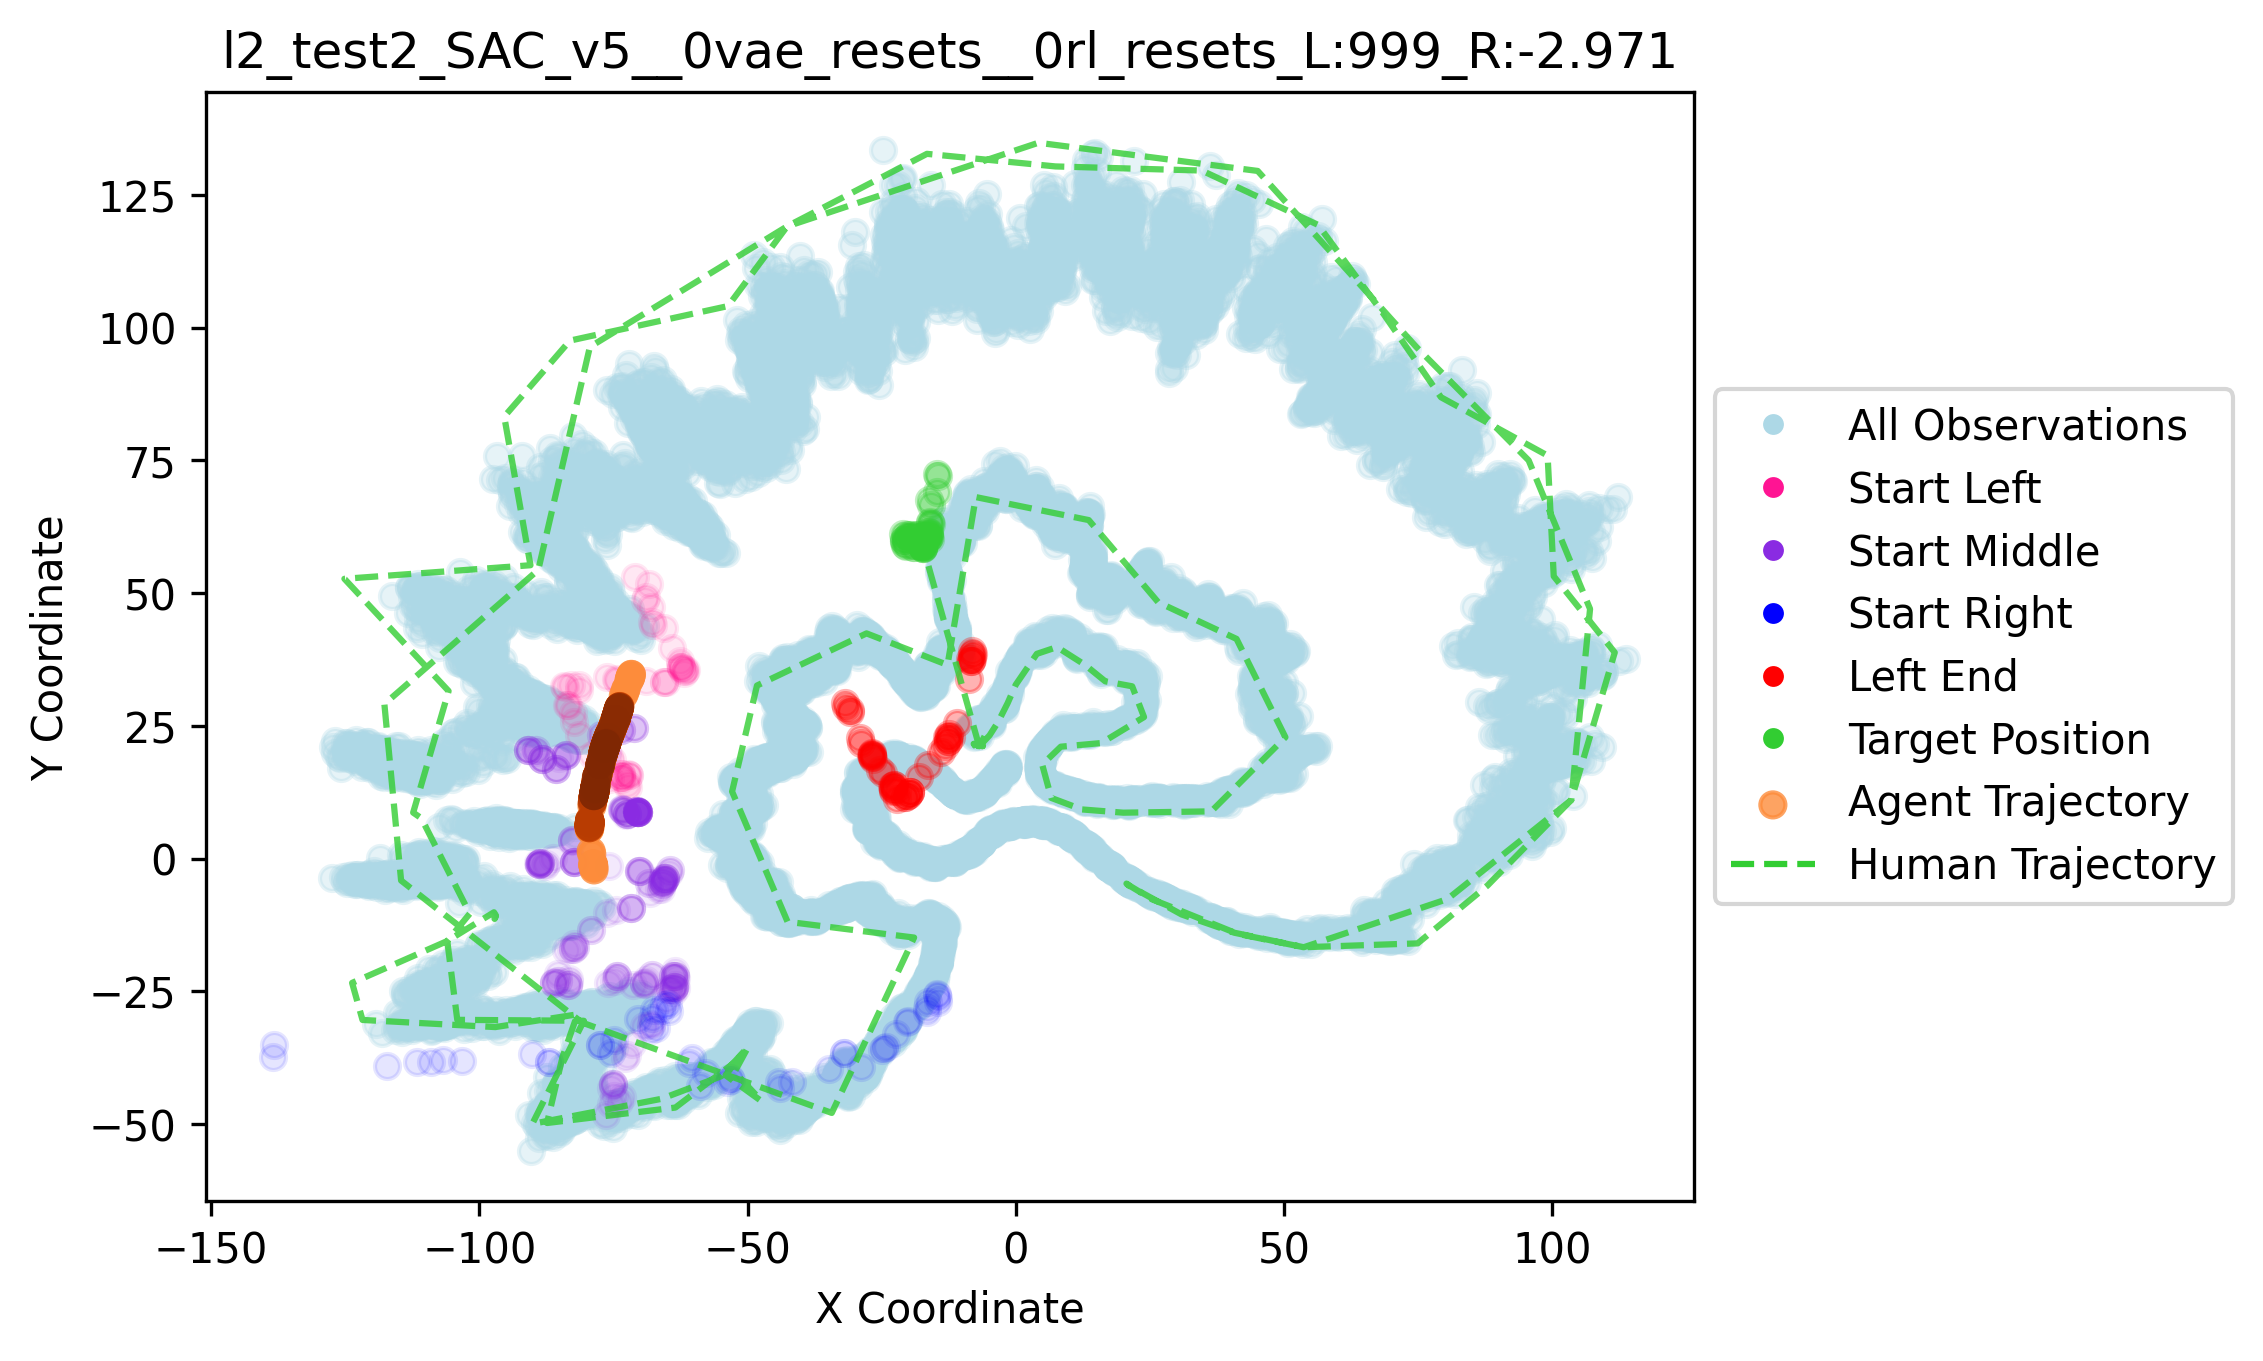 l2_test2_SAC_v5__0vae_resets__0rl_resets_L:999_R:-2.971
125
100
75
50
25
0
−25
−50
Y Coordinate
−150
−100
−50
0
50
100
X Coordinate
All Observations
Start Left
Start Middle
Start Right
Left End
Target Position
Agent Trajectory
Human Trajectory